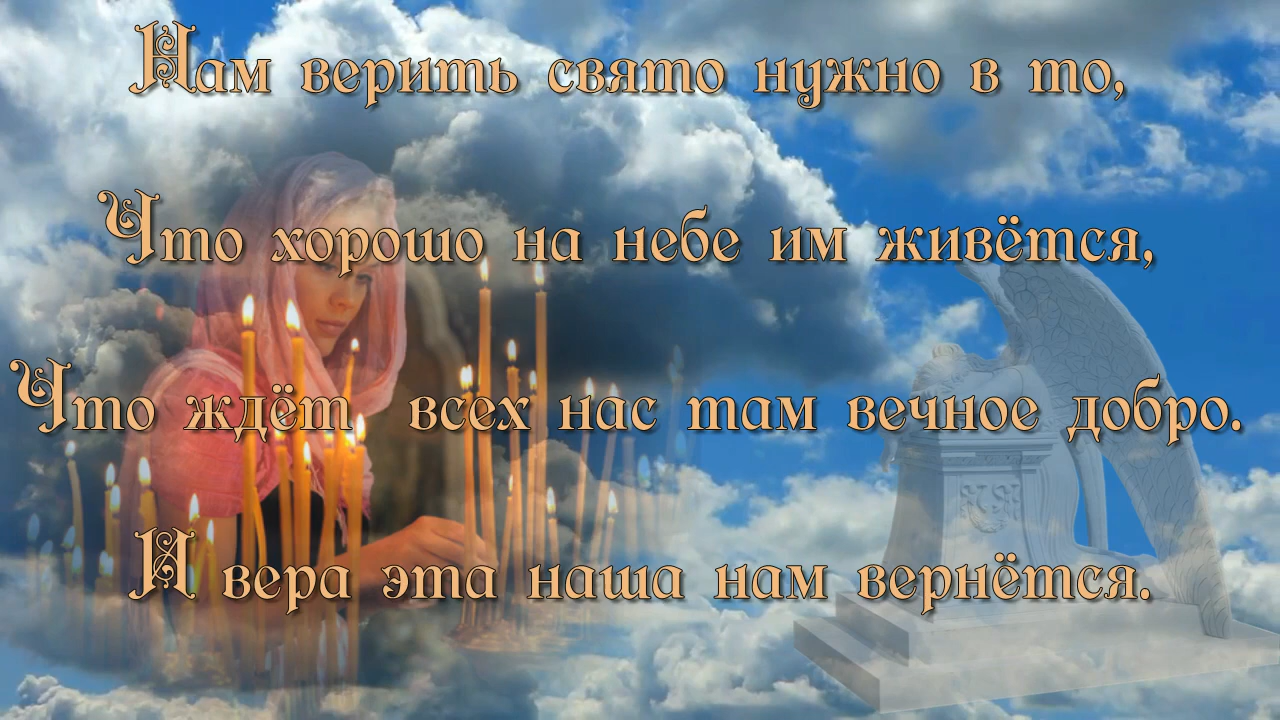 Нам верить свято нужно в то,
Что хорошо на небе им живётся,
Что ждёт всех нас там вечное добро.
И вера эта наша нам вернётся.